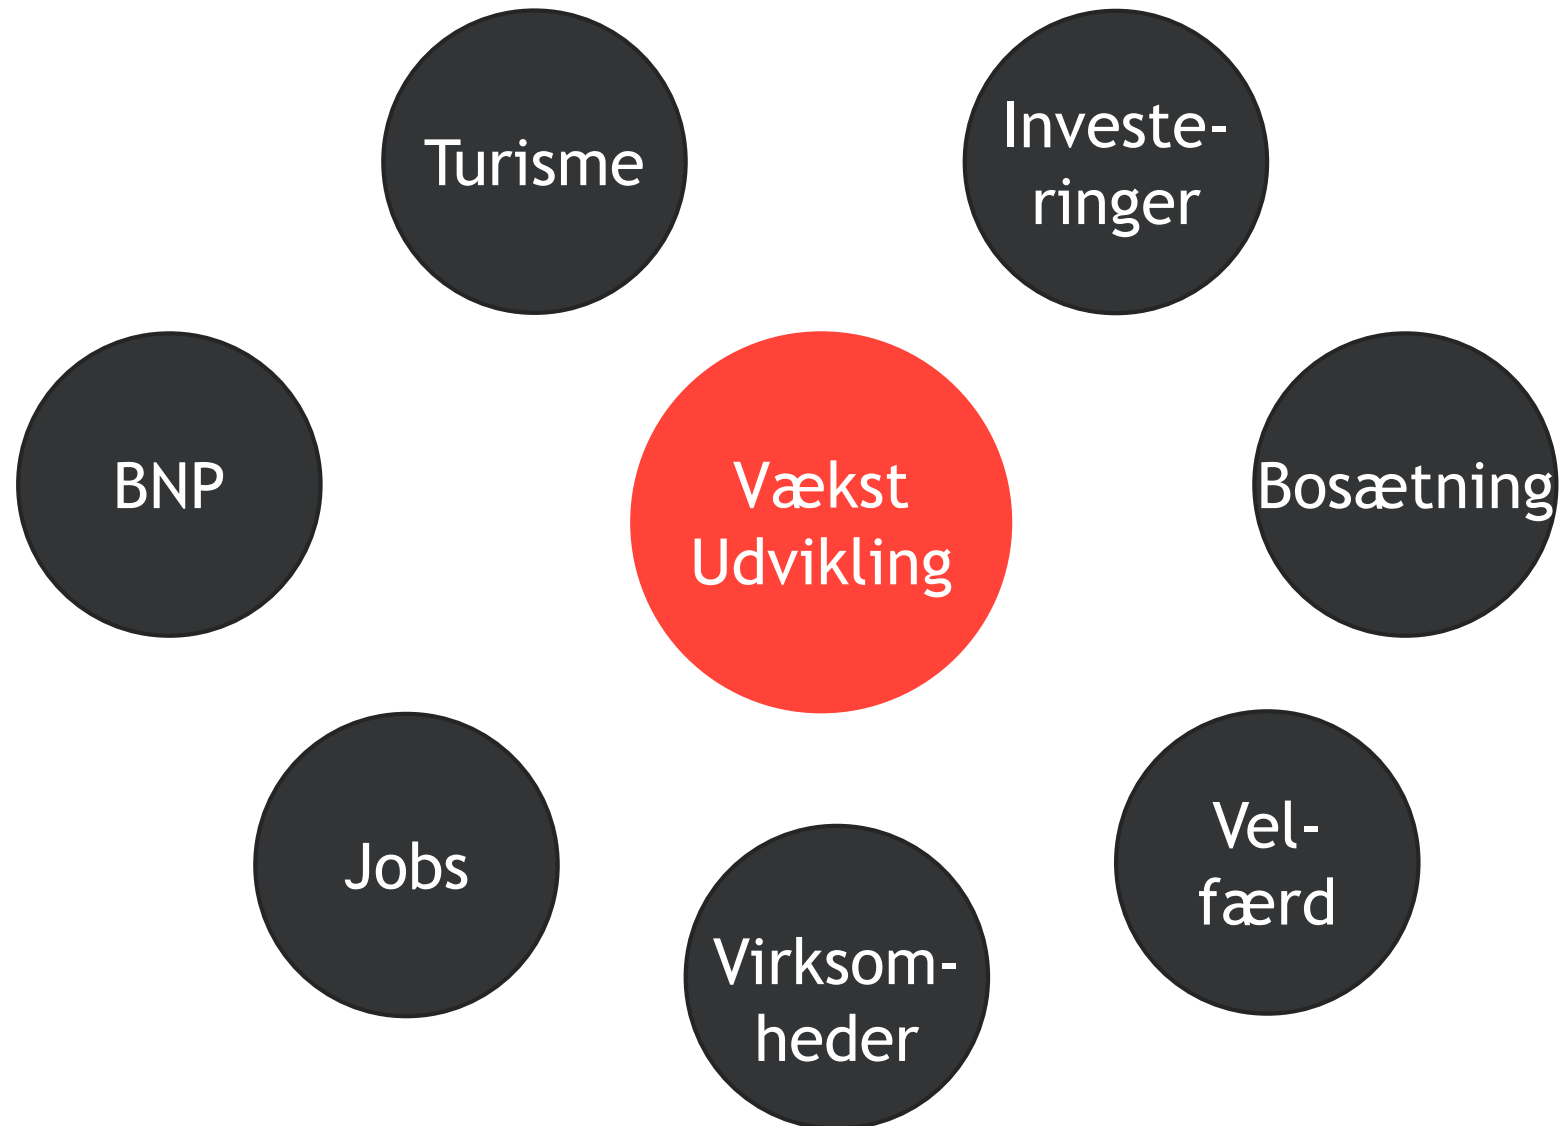 Turisme
Investe-
ringer
BNP
Vækst
Udvikling
Bosætning
Jobs
Virksom-
heder
Vel-
færd